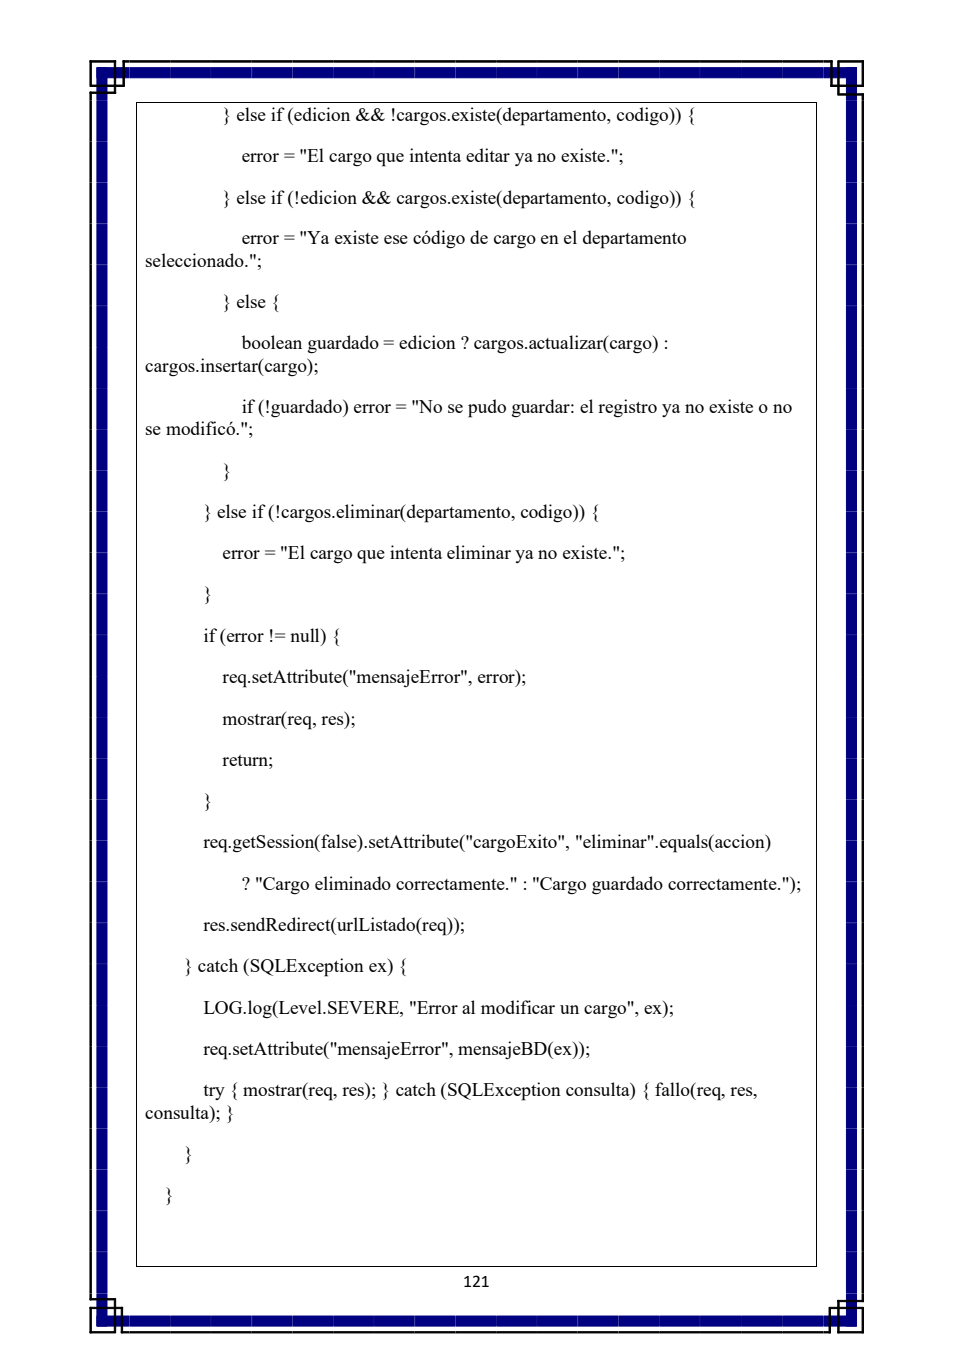 } else if (edicion && !cargos.existe(departamento, codigo)) {
error = "El cargo que intenta editar ya no existe.";
} else if (!edicion && cargos.existe(departamento, codigo)) {
error = "Ya existe ese código de cargo en el departamento
seleccionado.";
} else {
boolean guardado = edicion ? cargos.actualizar(cargo) :
cargos.insertar(cargo);
if (!guardado) error = "No se pudo guardar: el registro ya no existe o no
se modificó.";
}
} else if (!cargos.eliminar(departamento, codigo)) {
error = "El cargo que intenta eliminar ya no existe.";
}
if (error != null) {
req.setAttribute("mensajeError", error);
mostrar(req, res);
return;
}
req.getSession(false).setAttribute("cargoExito", "eliminar".equals(accion)
? "Cargo eliminado correctamente." : "Cargo guardado correctamente.");
res.sendRedirect(urlListado(req));
} catch (SQLException ex) {
LOG.log(Level.SEVERE, "Error al modificar un cargo", ex);
req.setAttribute("mensajeError", mensajeBD(ex));
try { mostrar(req, res); } catch (SQLException consulta) { fallo(req, res,
consulta); }
}
}
121